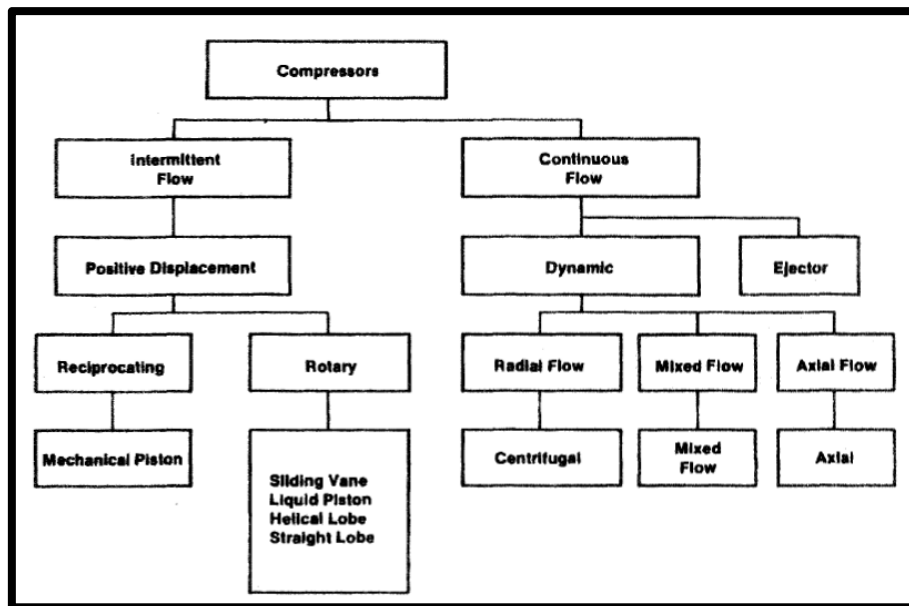 Compressors
Intermittent
Flow
Continuous
Flow
Positive Displacement
Dynamic
Ejector
Reciprocating
Rotary
Radial Flow
Mixed Flow
Axial Flow
Mechanical Piston
Sliding Vane
Liquid Piston
Helical Lobe
Straight Lobe
Centrifugal
Mixed
Flow
Axial